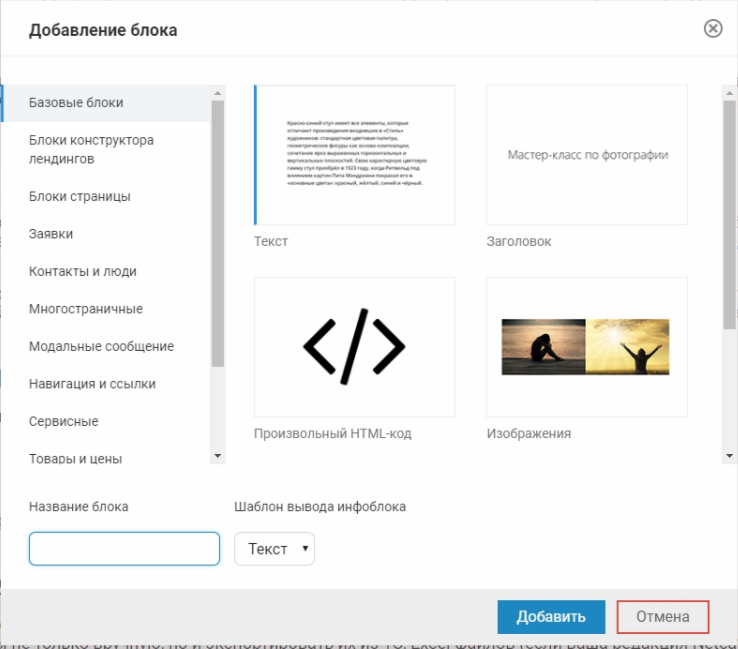 Добавление блока
Базовые блоки
Блоки конструктора
лендингов
Блоки страницы
Заявки
Контакты и люди
Многостраничные
Модальные сообщение
Навигация и ссылки
Сервисные
Товары и цены
Красно-синий стул имеет все элементы, которые
отличают произведения входивших в «Стиль»
художников: стандартная цветовая палитра,
геометрические фигуры как основа композиции,
сочетание ярко выраженных горизонтальных и
вертикальных плоскостей. Свою характерную цветовую
гамму стул приобрёл в 1923 году, когда Ритвельд под
влиянием картин Пита Мондриана покрасил его в
«основные цвета»: красный, жёлтый, синий и чёрный.
Текст
Мастер-класс по фотографии
Заголовок
</>
Произвольный HTML-код
Изображения
Название блока
Шаблон вывода инфоблока
Текст
Добавить
Отмена